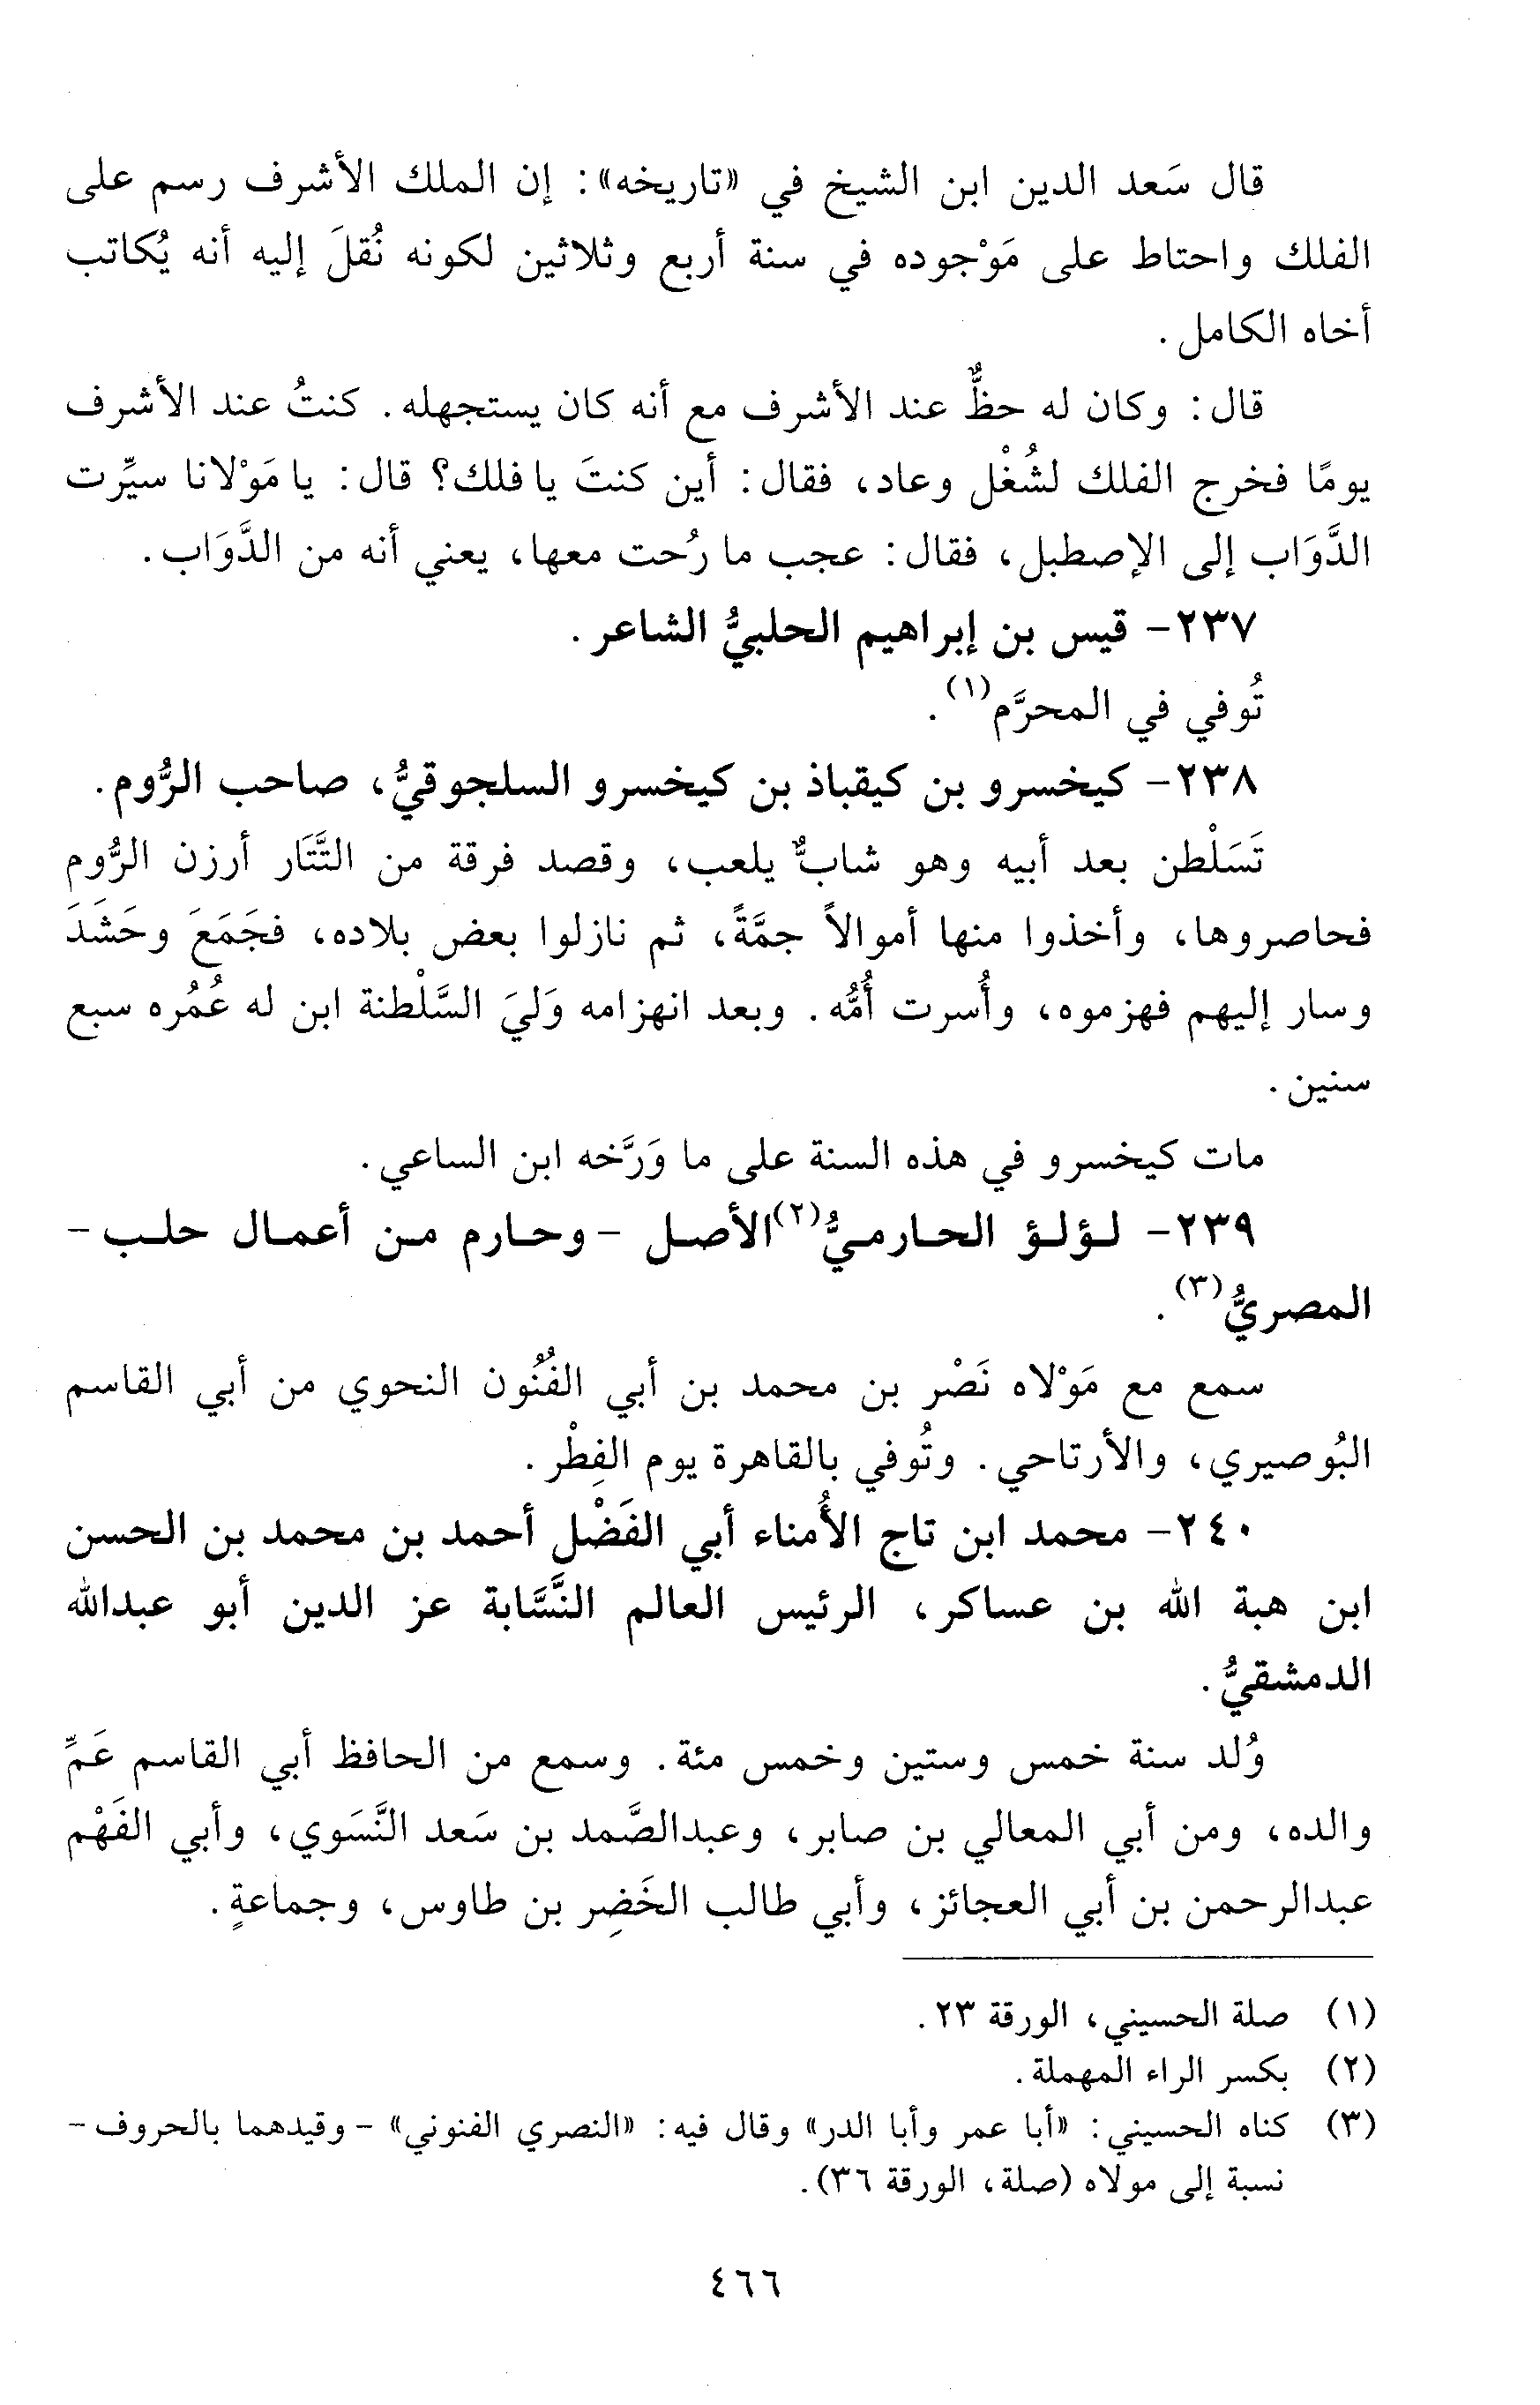 قال سَعد الدين ابن الشيخ في «تاريخه»: إن الملك الأشرف رسم على
الفلك واحتاط على مَوْجوده في سنة أربع وثلاثين لكونه نُقلَ إليه أنه يُكاتب
أخاه الكامل.
قال: وكان له حظٌّ عند الأشرف مع أنه كان يستجهله. كنتُ عند الأشرف
يومًا فخرج الفلك لشُغْل وعاد، فقال: أين كنتَ يا فلك؟ قال: يا مَوْلانا سيِّرت
الدَّوَاب إلى الإصطبل، فقال: عجب ما رُحت معها، يعني أنه من الدَّوَاب.
٢٣٧- قيس بن إبراهيم الحلبيُّ الشاعر.
تُوفي في المحرَّم(١).
٢٣٨- كيخسرو بن كيقباذ بن كيخسرو السلجوقيُّ، صاحب الرُّوم.
تَسَلْطن بعد أبيه وهو شابٌّ يلعب، وقصد فرقة من التَّتَار أرزن الرُّوم
فحاصروها، وأخذوا منها أموالاً جمَّةً، ثم نازلوا بعض بلاده، فجَمَعَ وحَشَدَ
وسار إليهم فهزموه، وأُسرت أُمُّه. وبعد انهزامه وَليَ السَّلْطنة ابن له عُمُره سبع
سنين.
مات كيخسرو في هذه السنة على ما وَرَّخه ابن الساعي.
٢٣٩- لـؤلـؤ الحـارمـيُّ(٢)الأصـل -وحـارم مـن أعمـال حلـب-
المصريُّ(٣).
سمع مع مَوْلاه نَصْر بن محمد بن أبي الفُنُون النحوي من أبي القاسم
البُوصيري، والأرتاحي. وتُوفي بالقاهرة يوم الفِطْر.
٢٤٠- محمد ابن تاج الأُمناء أبي الفَضْل أحمد بن محمد بن الحسن
ابن هبة الله بن عساكر، الرئيس العالم النَّسَّابة عز الدين أبو عبدالله
الدمشقيُّ.
وُلد سنة خمس وستين وخمس مئة. وسمع من الحافظ أبي القاسم عَمِّ
والده، ومن أبي المعالي بن صابر، وعبدالصَّمد بن سَعد النَّسَوي، وأبي الفَهْم
عبدالرحمن بن أبي العجائز، وأبي طالب الخَضِر بن طاوس، وجماعةٍ.
(١) صلة الحسيني، الورقة ٢٣.
(٢) بكسر الراء المهملة.
(٣) كناه الحسيني: «أبا عمر وأبا الدر» وقال فيه: «النصري الفنوني» -وقيدهما بالحروف-
نسبة إلى مولاه (صلة، الورقة ٣٦).
٤٦٦